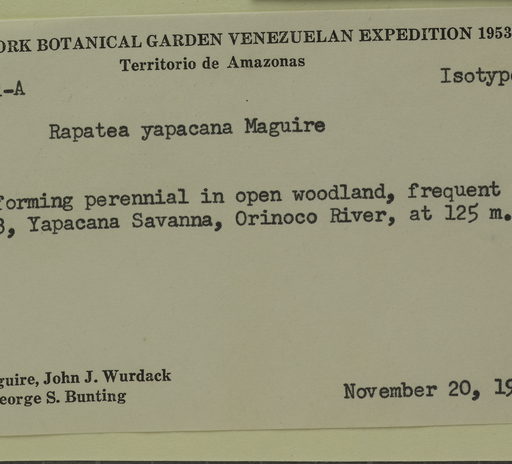 ORK BOTANICAL GARDEN VENEZUELAN EXPEDITION 1953
Territorio de Amazonas
-A Isotype
Rapatea yapacana Maguire
forming perennial in open woodland, frequent
3, Yapacana Savanna, Orinoco River, at 125 m.
guire, John J. Wurdack
eorge S. Bunting
November 20, 19